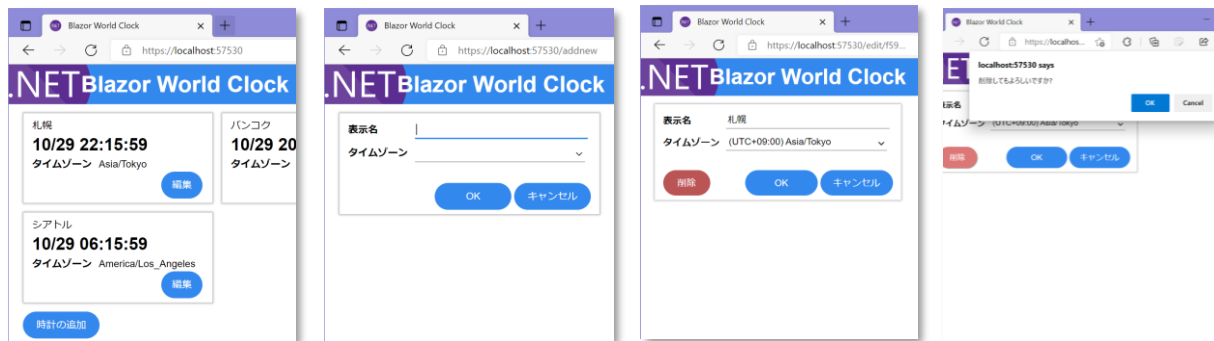 Blazor World Clock
https://localhost:57530
.NET Blazor World Clock
札幌
10/29 22:15:59
タイムゾーン Asia/Tokyo
編集
バンコク
10/29 20
タイムゾーン
シアトル
10/29 06:15:59
タイムゾーン America/Los_Angeles
編集
時計の追加
Blazor World Clock
https://localhost:57530/addnew
.NET Blazor World Clock
表示名
タイムゾーン
OK キャンセル
Blazor World Clock
https://localhost:57530/edit/f59...
.NET Blazor World Clock
表示名 札幌
タイムゾーン (UTC+09:00) Asia/Tokyo
削除 OK キャンセル
Blazor World Clock
https://localhos...
localhost:57530 says
削除してもよろしいですか?
OK Cancel
ET
表示名
タイムゾーン (UTC+09:00) Asia/Tokyo
削除 OK キャンセル